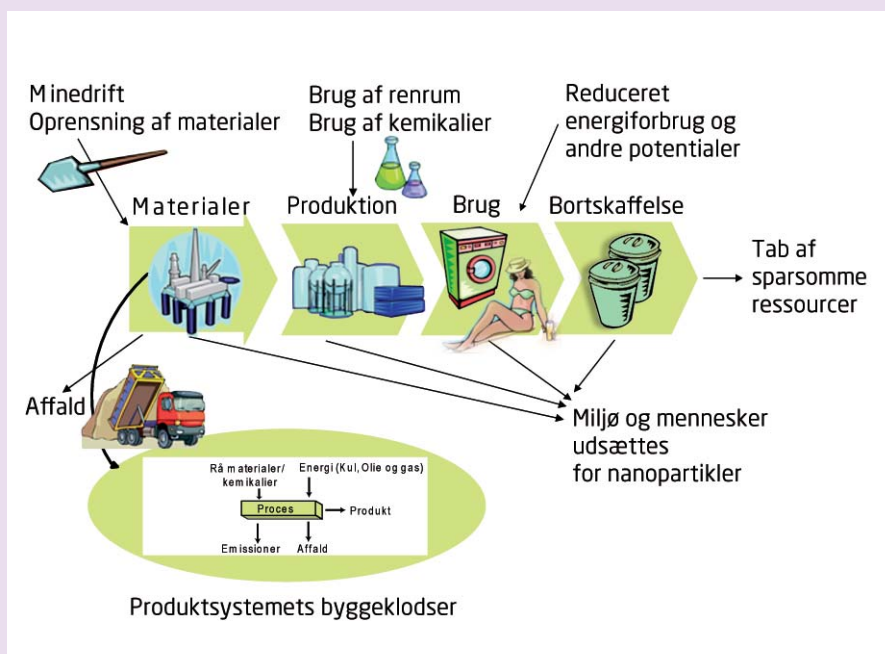 Minedrift
Oprensning af materialer
Brug af renrum
Brug af kemikalier
Reduceret
energiforbrug og
andre potentialer
Materialer
Produktion
Brug
Bortskaffelse
Tab af
sparsomme
ressourcer
Affald
Miljø og mennesker
udsættes
for nanopartikler
Rå materialer/
kemikalier
Energi (Kul, Olie og gas)
Proces
Produkt
Emissioner
Affald
Produktsystemets byggeklodser